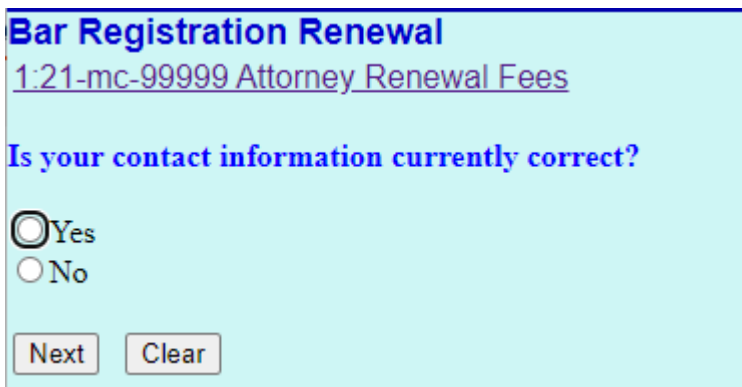 Bar Registration Renewal
1:21-mc-99999 Attorney Renewal Fees
Is your contact information currently correct?
Yes
No
Next Clear